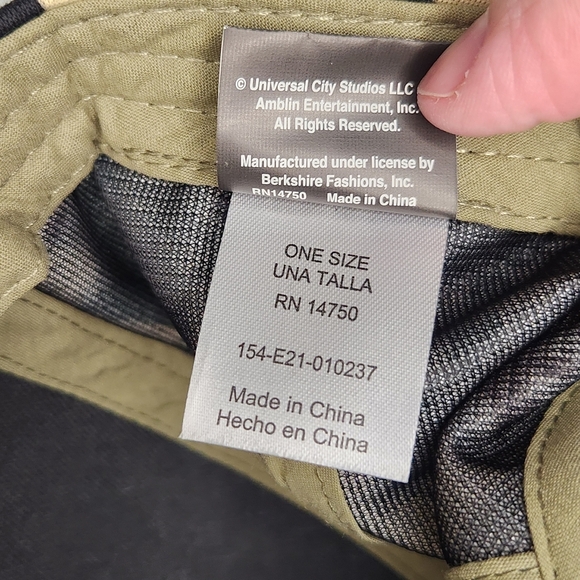 © Universal City Studios LLC
Amblin Entertainment, Inc.
All Rights Reserved.
Manufactured under license by
Berkshire Fashions, Inc.
RN14750 Made in China
ONE SIZE
UNA TALLA
RN 14750
154-E21-010237
Made in China
Hecho en China